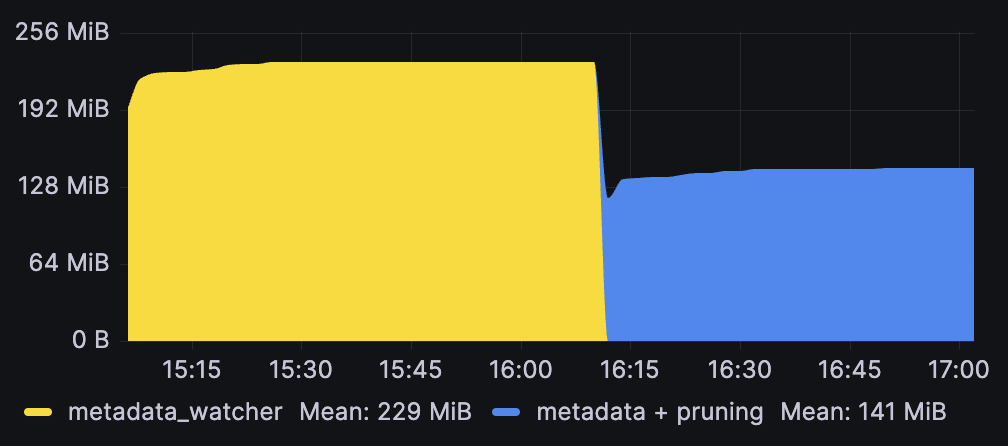 256 MiB
192 MiB
128 MiB
64 MiB
0 B
15:15 15:30 15:45 16:00 16:15 16:30 16:45 17:00
metadata_watcher Mean: 229 MiB metadata + pruning Mean: 141 MiB